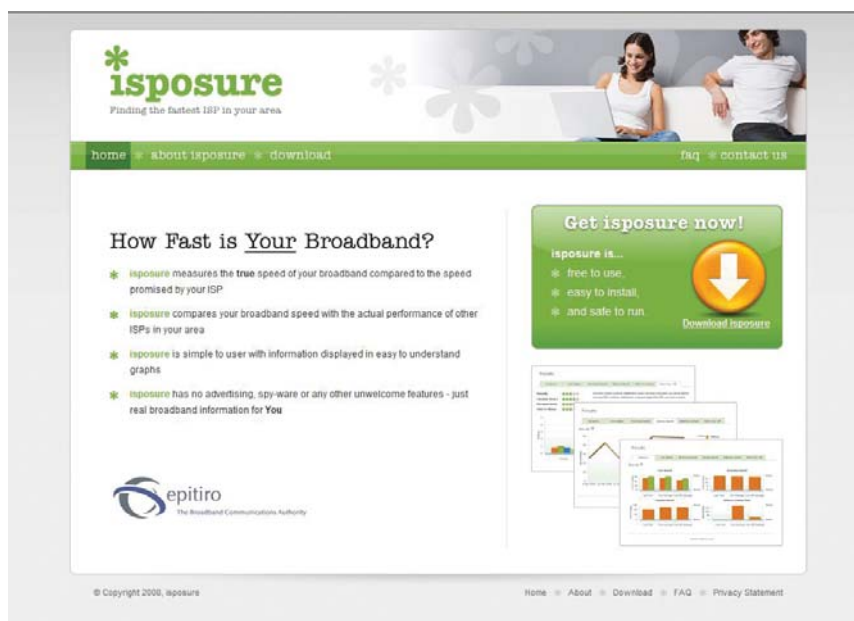 isposure
Finding the fastest ISP in your area
home about isposure download faq contact us
How Fast is Your Broadband?
isposure measures the true speed of your broadband compared to the speed
promised by your ISP
isposure compares your broadband speed with the actual performance of other
ISPs in your area
isposure is simple to user with information displayed in easy to understand
graphs
isposure has no advertising, spy-ware or any other unwelcome features - just
real broadband information for You
epitiro
The Broadband Communications Authority
Get isposure now!
isposure is...
free to use,
easy to install,
and safe to run.
Download isposure
© Copyright 2008, isposure
Home About Download FAQ Privacy Statement